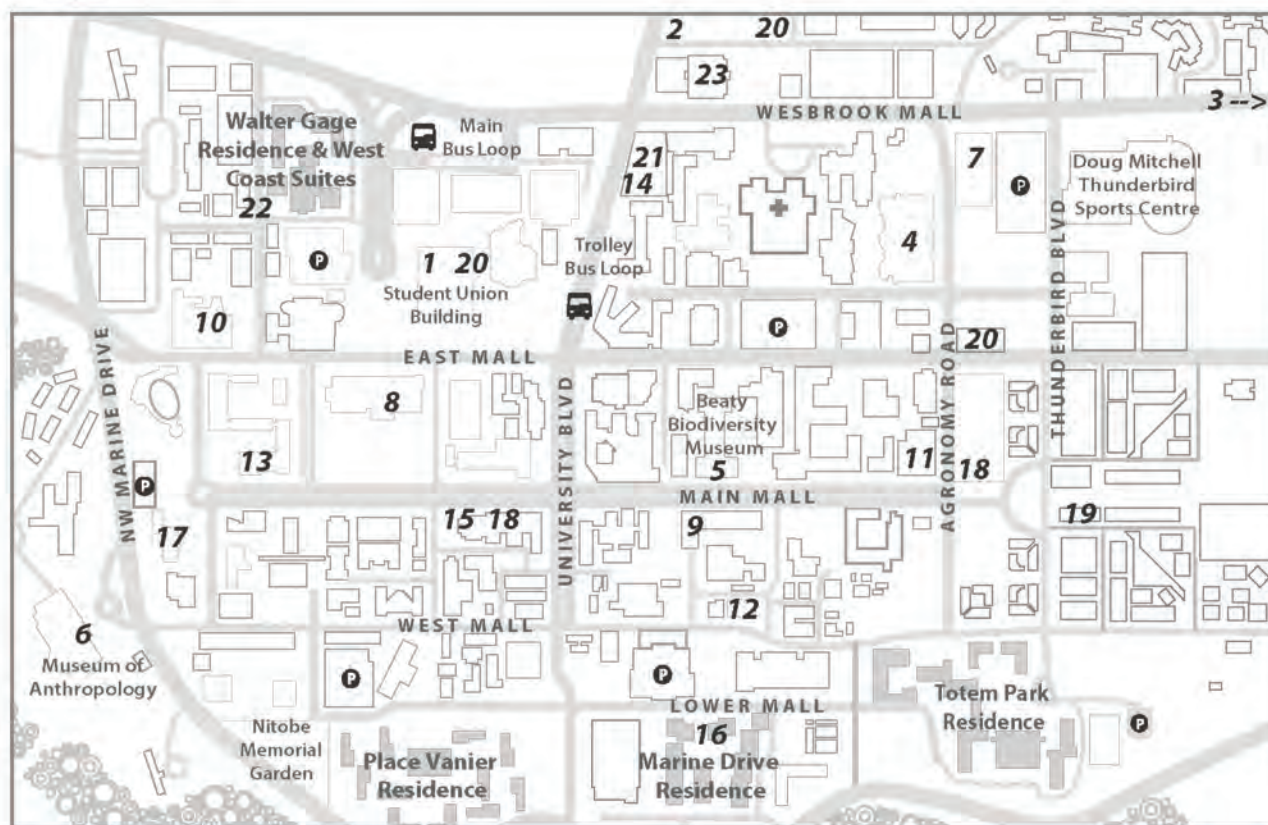 2
20
23
WESBROOK MALL
3 -->
Walter Gage
Residence & West
Coast Suites
22
Main
Bus Loop
21
14
7
P
Doug Mitchell
Thunderbird
Sports Centre
4
P
1 20
Student Union
Building
Trolley
Bus Loop
P
10
20
EAST MALL
NW MARINE DRIVE
UNIVERSITY BLVD
AGRONOMY ROAD
THUNDERBIRD BLVD
8
Beaty
Biodiversity
Museum
5
13
11
18
P
MAIN MALL
17
15 18
9
19
12
6
Museum of
Anthropology
WEST MALL
P
P
LOWER MALL
Totem Park
Residence
P
Nitobe
Memorial
Garden
Place Vanier
Residence
16
Marine Drive
Residence